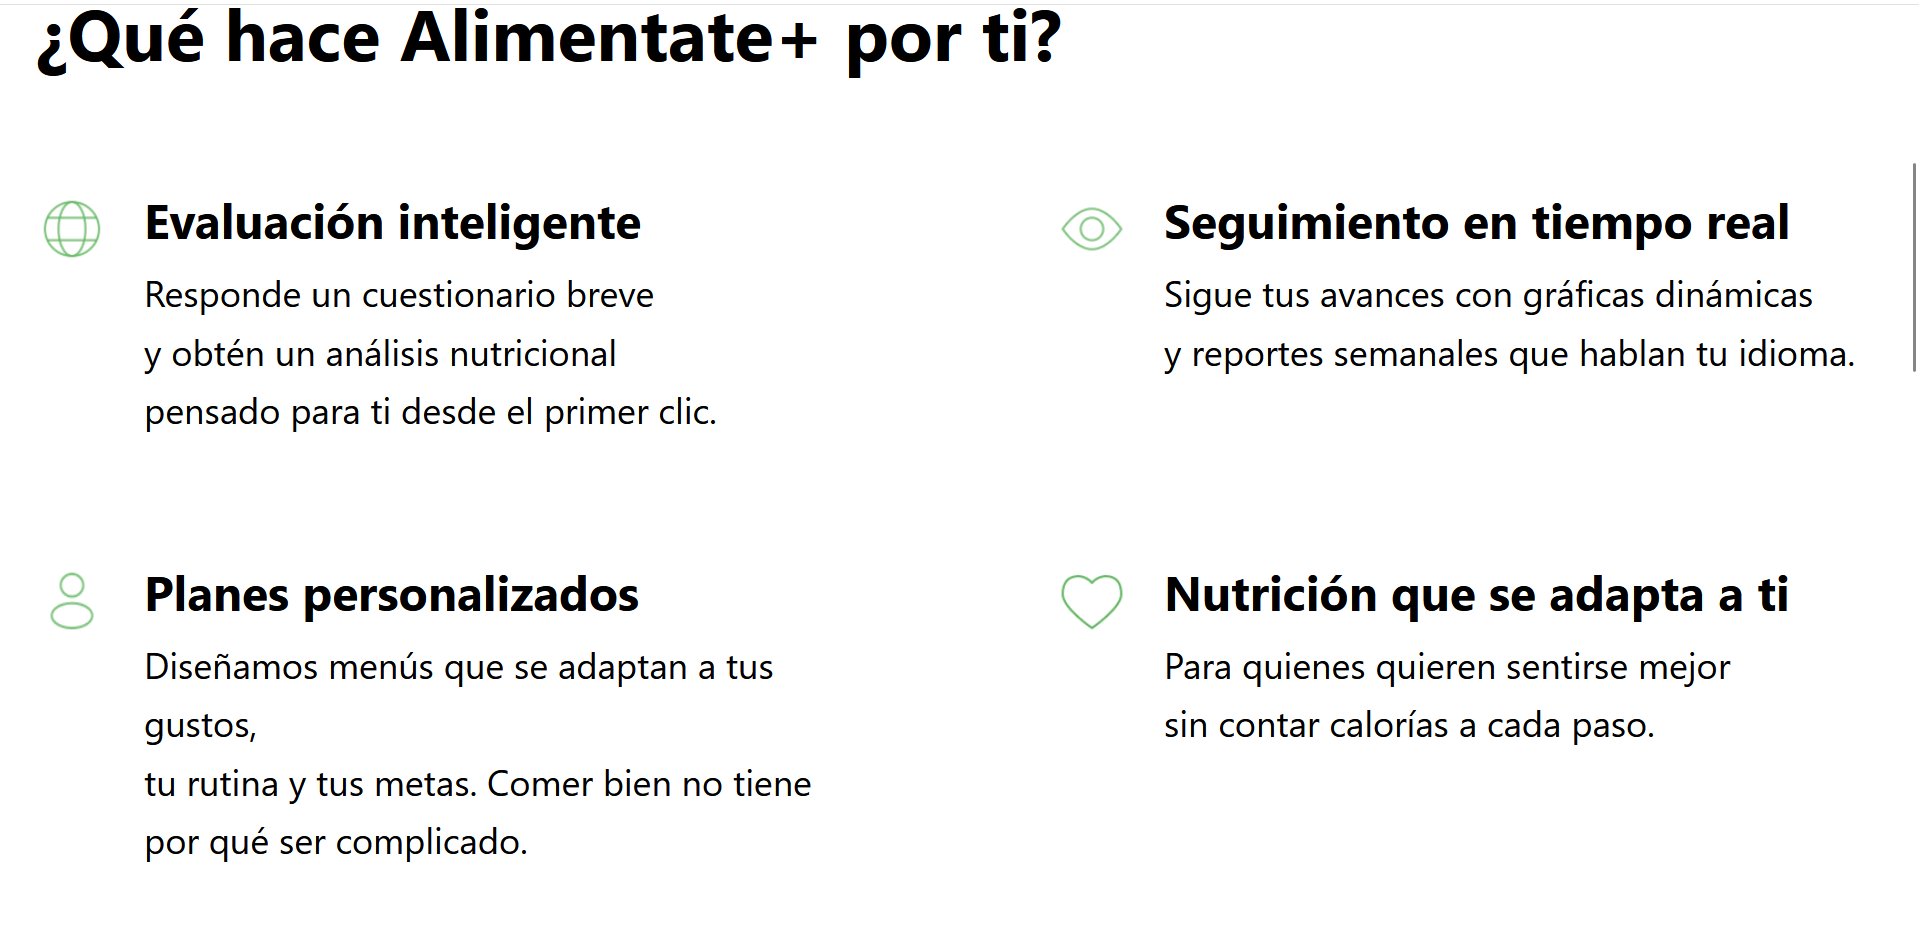 ¿Qué hace Alimentate+ por ti?
Evaluación inteligente
Responde un cuestionario breve
y obtén un análisis nutricional
pensado para ti desde el primer clic.
Seguimiento en tiempo real
Sigue tus avances con gráficas dinámicas
y reportes semanales que hablan tu idioma.
Planes personalizados
Diseñamos menús que se adaptan a tus
gustos,
tu rutina y tus metas. Comer bien no tiene
por qué ser complicado.
Nutrición que se adapta a ti
Para quienes quieren sentirse mejor
sin contar calorías a cada paso.